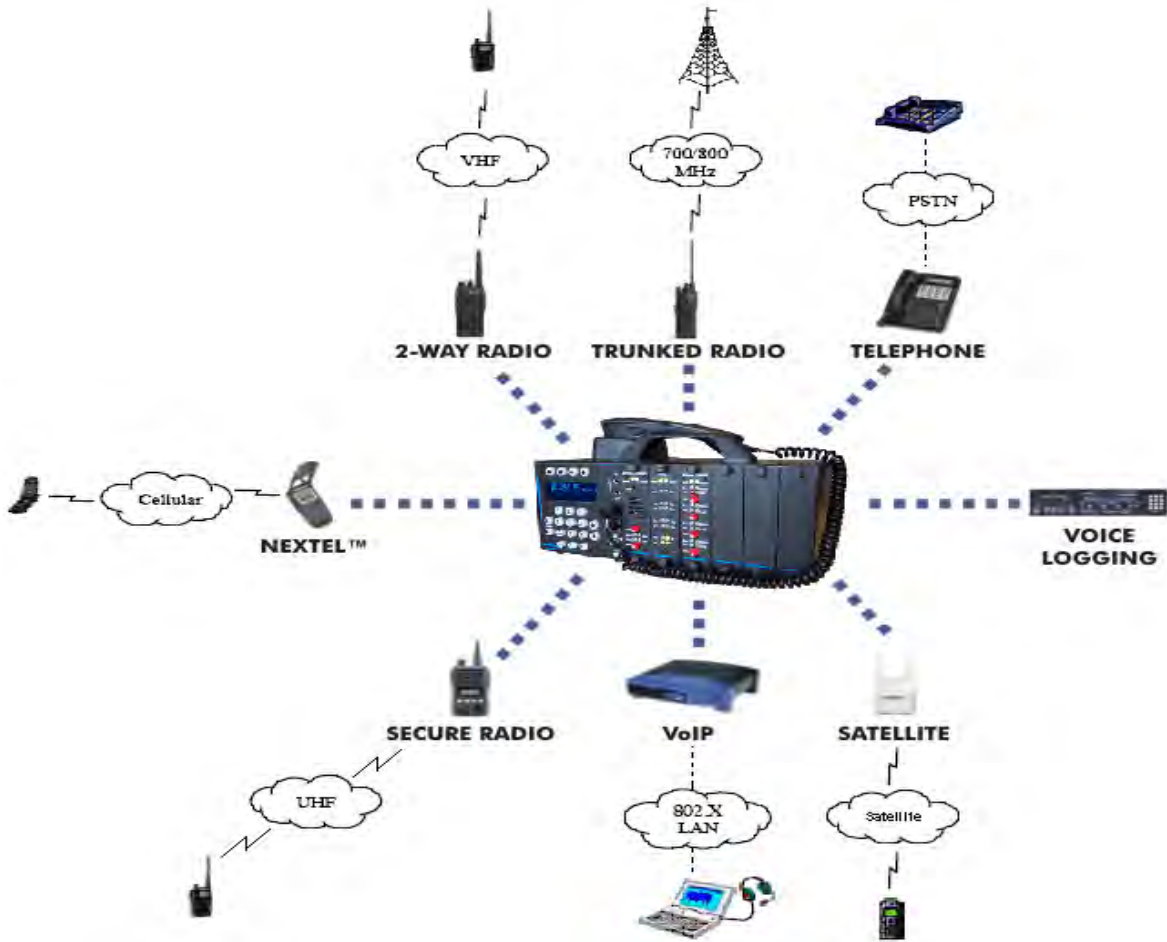 VHF
700/800
MHz
PSTN
2-WAY RADIO
TRUNKED RADIO
TELEPHONE
Cellular
NEXTEL™
VOICE
LOGGING
SECURE RADIO
VoIP
SATELLITE
UHF
802.X
LAN
Satellite